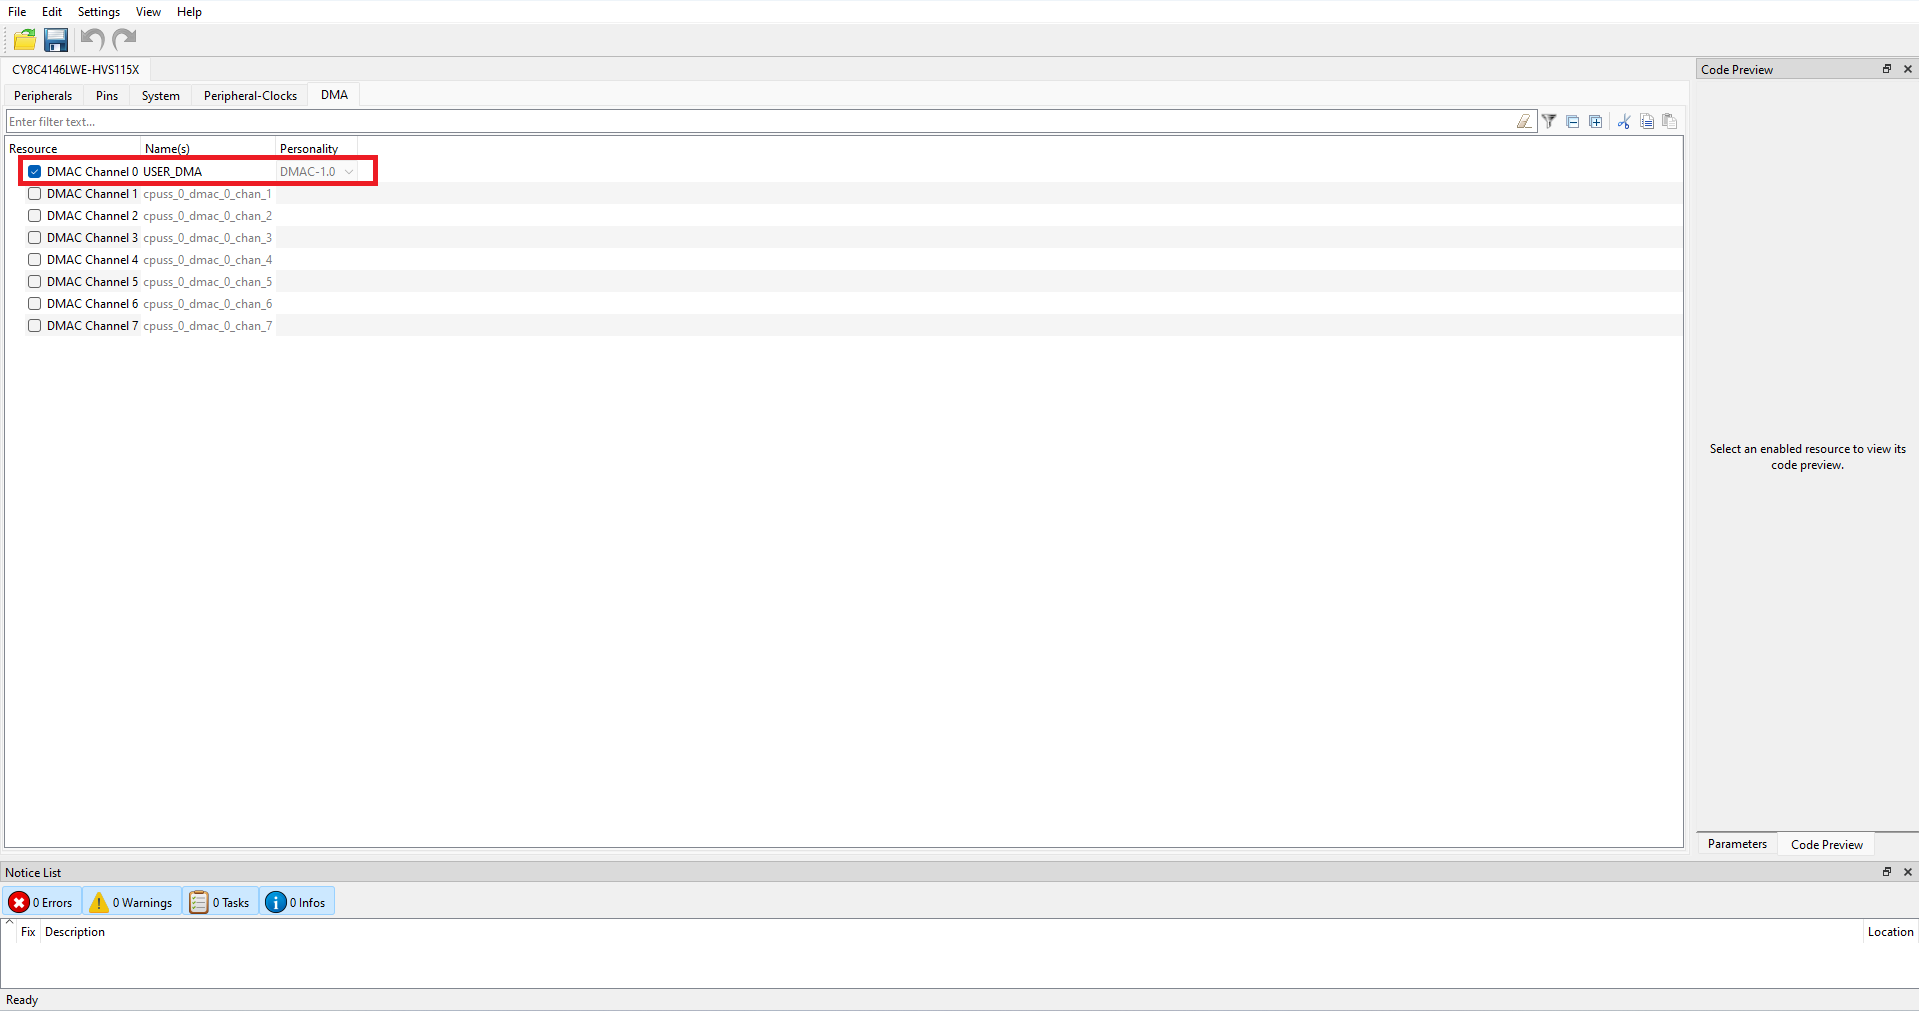 File Edit Settings View Help
CY8C4146LWE-HVS115X
Peripherals Pins System Peripheral-Clocks DMA
Enter filter text...
Resource Name(s) Personality
DMAC Channel 0 USER_DMA DMAC-1.0
DMAC Channel 1 cpuss_0_dmac_0_chan_1
DMAC Channel 2 cpuss_0_dmac_0_chan_2
DMAC Channel 3 cpuss_0_dmac_0_chan_3
DMAC Channel 4 cpuss_0_dmac_0_chan_4
DMAC Channel 5 cpuss_0_dmac_0_chan_5
DMAC Channel 6 cpuss_0_dmac_0_chan_6
DMAC Channel 7 cpuss_0_dmac_0_chan_7
Code Preview
Select an enabled resource to view its
code preview.
Parameters Code Preview
Notice List
0 Errors 0 Warnings 0 Tasks 0 Infos
Fix Description Location
Ready